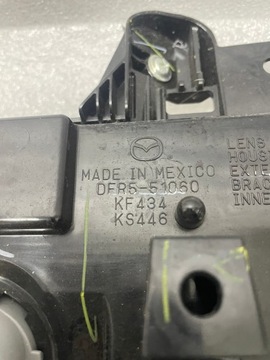 MADE IN MEXICO
DFR5-51060
KF434
KS446
LENS
HOUS
EXTE
BRAC
INNE